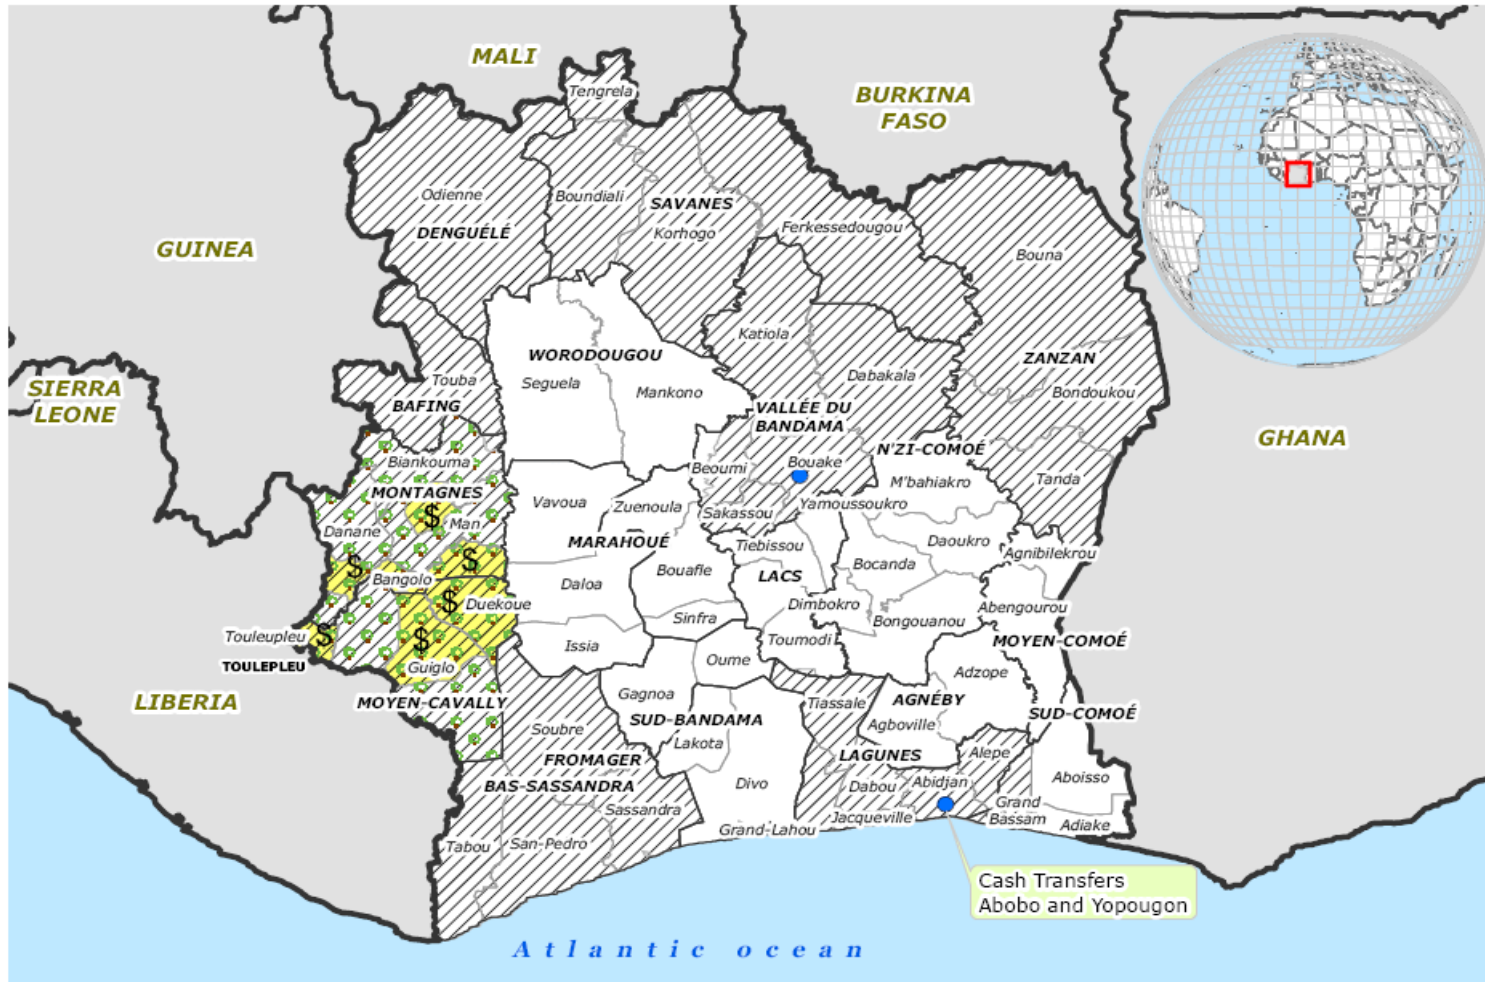 MALI
BURKINA
FASO
Tengrela
Odienne
Boundiali
SAVANES
DENGUÉLÉ
Korhogo
Ferkessedougou
GUINEA
Bouna
Katiola
WORODOUGOU
ZANZAN
Seguela
Mankono
Touba
Dabakala
Bondoukou
SIERRA
LEONE
BAFING
VALLÉE DU
BANDAMA
GHANA
N'ZI-COMOÉ
Biankouma
Beoumi
Bouake
M'bahiakro
Tanda
MONTAGNES
Vavoua
Zuenoula
Sakassou
Yamoussoukro
$
Man
Danane
MARAHOUÉ
Tiebissou
Daoukro
Agnibilekrou
$
$
Bangolo
Daloa
Bouafle
LACS
Bocanda
$
Duekoue
Dimbokro
Abengourou
Touleupleu
$
$
Sinfra
Bongouanou
TOULEPLEU
Issia
Toumodi
MOYEN-COMOÉ
Guiglo
Oume
Adzope
LIBERIA
MOYEN-CAVALLY
Gagnoa
Tiassale
AGNÉBY
SUD-COMOÉ
SUD-BANDAMA
Agboville
Soubre
Lakota
LAGUNES
Alepe
FROMAGER
BAS-SASSANDRA
Divo
Dabou
Abidjan
Aboisso
Sassandra
Grand
Bassam
Jacqueville
Adiake
Grand-Lahou
Tabou
San-Pedro
Cash Transfers
Abobo and Yopougon
Atlantic ocean